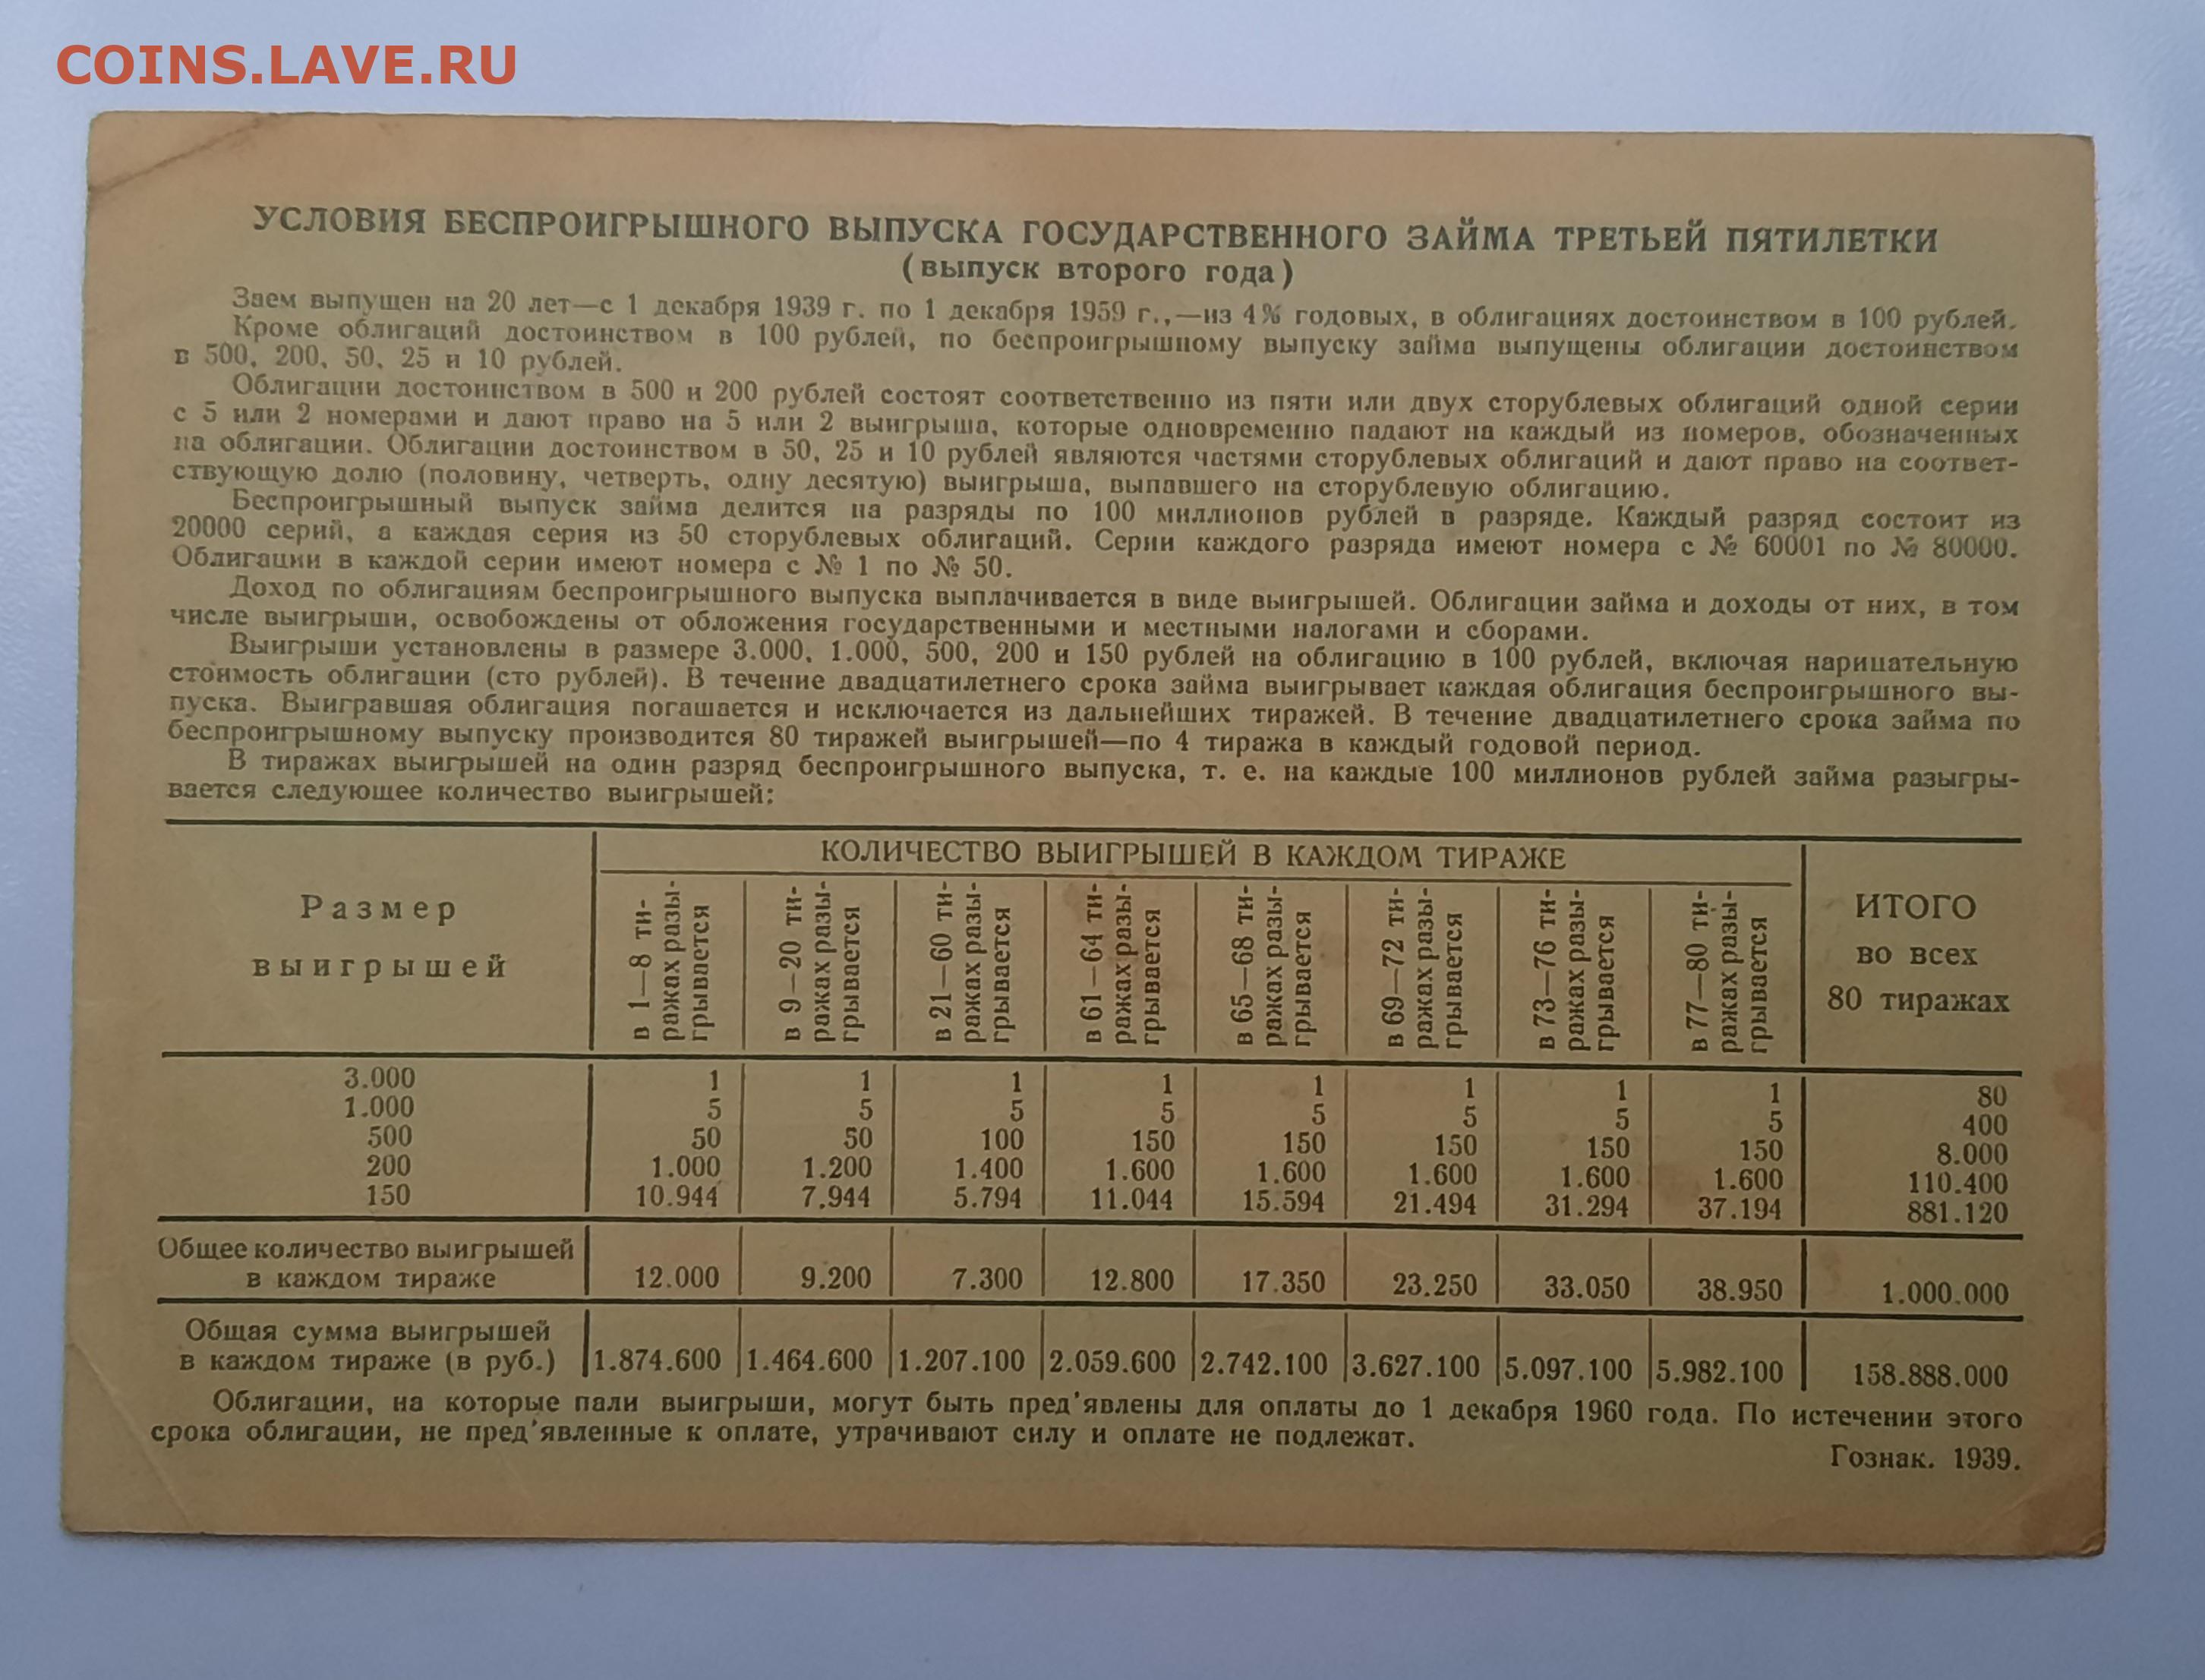 COINS.LAVE.RU
УСЛОВИЯ БЕСПРОИГРЫШНОГО ВЫПУСКА ГОСУДАРСТВЕННОГО ЗАЙМА ТРЕТЬЕЙ ПЯТИЛЕТКИ
(выпуск второго года)
Заем выпущен на 20 лет—с 1 декабря 1939 г. по 1 декабря 1959 г.,—из 4% годовых, в облигациях достоинством в 100 рублей.
Кроме облигаций достоинством в 100 рублей, по беспроигрышному выпуску займа выпущены облигации достоинством
в 500, 200, 50, 25 и 10 рублей.
Облигации достоинством в 500 и 200 рублей состоят соответственно из пяти или двух сторублевых облигаций одной серии
с 5 или 2 номерами и дают право на 5 или 2 выигрыша, которые одновременно падают на каждый из номеров, обозначенных
на облигации. Облигации достоинством в 50, 25 и 10 рублей являются частями сторублевых облигаций и дают право на соответ-
ствующую долю (половину, четверть, одну десятую) выигрыша, выпавшего на сторублевую облигацию.
Беспроигрышный выпуск займа делится на разряды по 100 миллионов рублей в разряде. Каждый разряд состоит из
20000 серий, а каждая серия из 50 сторублевых облигаций. Серии каждого разряда имеют номера с № 60001 по № 80000.
Облигации в каждой серии имеют номера с № 1 по № 50.
Доход по облигациям беспроигрышного выпуска выплачивается в виде выигрышей. Облигации займа и доходы от них, в том
числе выигрыши, освобождены от обложения государственными и местными налогами и сборами.
Выигрыши установлены в размере 3.000, 1.000, 500, 200 и 150 рублей на облигацию в 100 рублей, включая нарицательную
стоимость облигации (сто рублей). В течение двадцатилетнего срока займа выигрывает каждая облигация беспроигрышного вы-
пуска. Выигравшая облигация погашается и исключается из дальнейших тиражей. В течение двадцатилетнего срока займа по
беспроигрышному выпуску производится 80 тиражей выигрышей—по 4 тиража в каждый годовой период.
В тиражах выигрышей на один разряд беспроигрышного выпуска, т. е. на каждые 100 миллионов рублей займа разыгры-
вается следующее количество выигрышей:
Размер
выигрышей
КОЛИЧЕСТВО ВЫИГРЫШЕЙ В КАЖДОМ ТИРАЖЕ
в 1—8 ти-
ражах разы-
грывается
в 9—20 ти-
ражах разы-
грывается
в 21—60 ти-
ражах разы-
грывается
в 61—64 ти-
ражах разы-
грывается
в 65—68 ти-
ражах разы-
грывается
в 69—72 ти-
ражах разы-
грывается
в 73—76 ти-
ражах разы-
грывается
в 77—80 ти-
ражах разы-
грывается
ИТОГО
во всех
80 тиражах
3.000 1 1 1 1 1 1 1 1 80
1.000 5 5 5 5 5 5 5 5 400
500 50 50 100 150 150 150 150 150 8.000
200 1.000 1.200 1.400 1.600 1.600 1.600 1.600 1.600 110.400
150 10.944 7.944 5.794 11.044 15.594 21.494 31.294 37.194 881.120
Общее количество выигрышей
в каждом тираже 12.000 9.200 7.300 12.800 17.350 23.250 33.050 38.950 1.000.000
Общая сумма выигрышей
в каждом тираже (в руб.) 1.874.600 1.464.600 1.207.100 2.059.600 2.742.100 3.627.100 5.097.100 5.982.100 158.888.000
Облигации, на которые пали выигрыши, могут быть пред'явлены для оплаты до 1 декабря 1960 года. По истечении этого
срока облигации, не пред'явленные к оплате, утрачивают силу и оплате не подлежат.
Гознак. 1939.